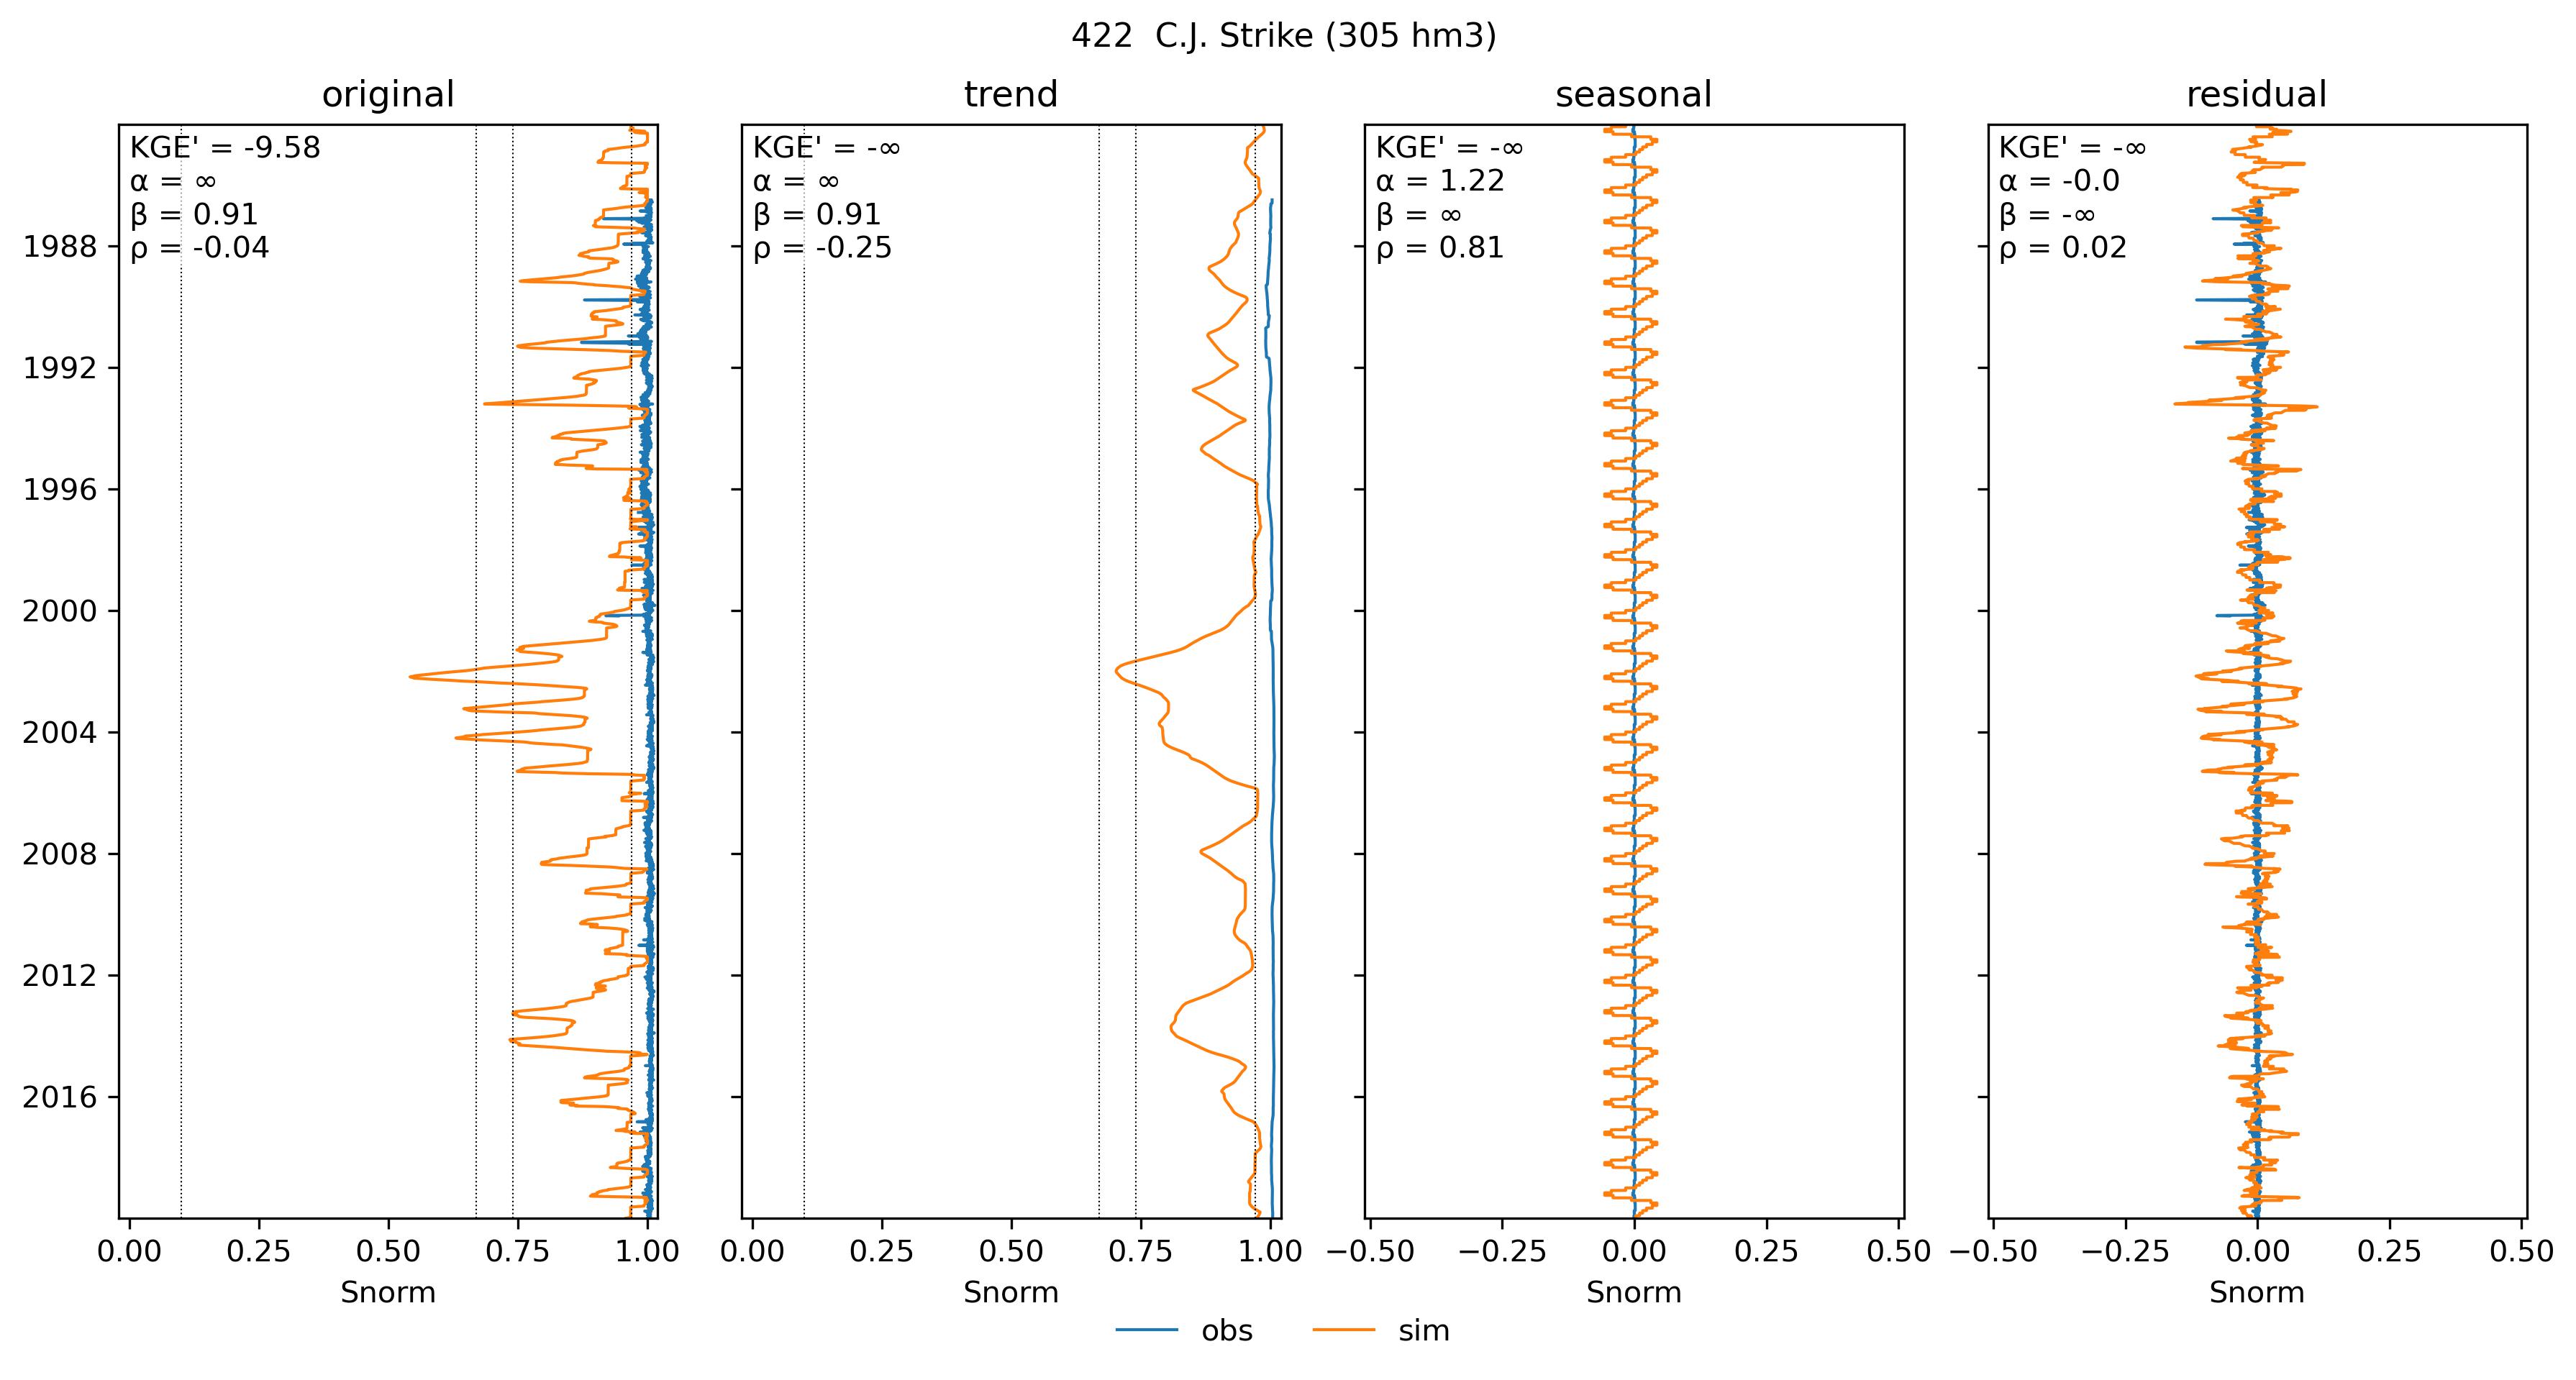 422  C.J. Strike (305 hm3)
original
trend
seasonal
residual
KGE' = -9.58
α = ∞
β = 0.91
ρ = -0.04
KGE' = -∞
α = ∞
β = 0.91
ρ = -0.25
KGE' = -∞
α = 1.22
β = ∞
ρ = 0.81
KGE' = -∞
α = -0.0
β = -∞
ρ = 0.02
1988
1992
1996
2000
2004
2008
2012
2016
0.00 0.25 0.50 0.75 1.00
0.00 0.25 0.50 0.75 1.00
−0.50 −0.25 0.00 0.25 0.50
−0.50 −0.25 0.00 0.25 0.50
Snorm
Snorm
Snorm
Snorm
obs
sim